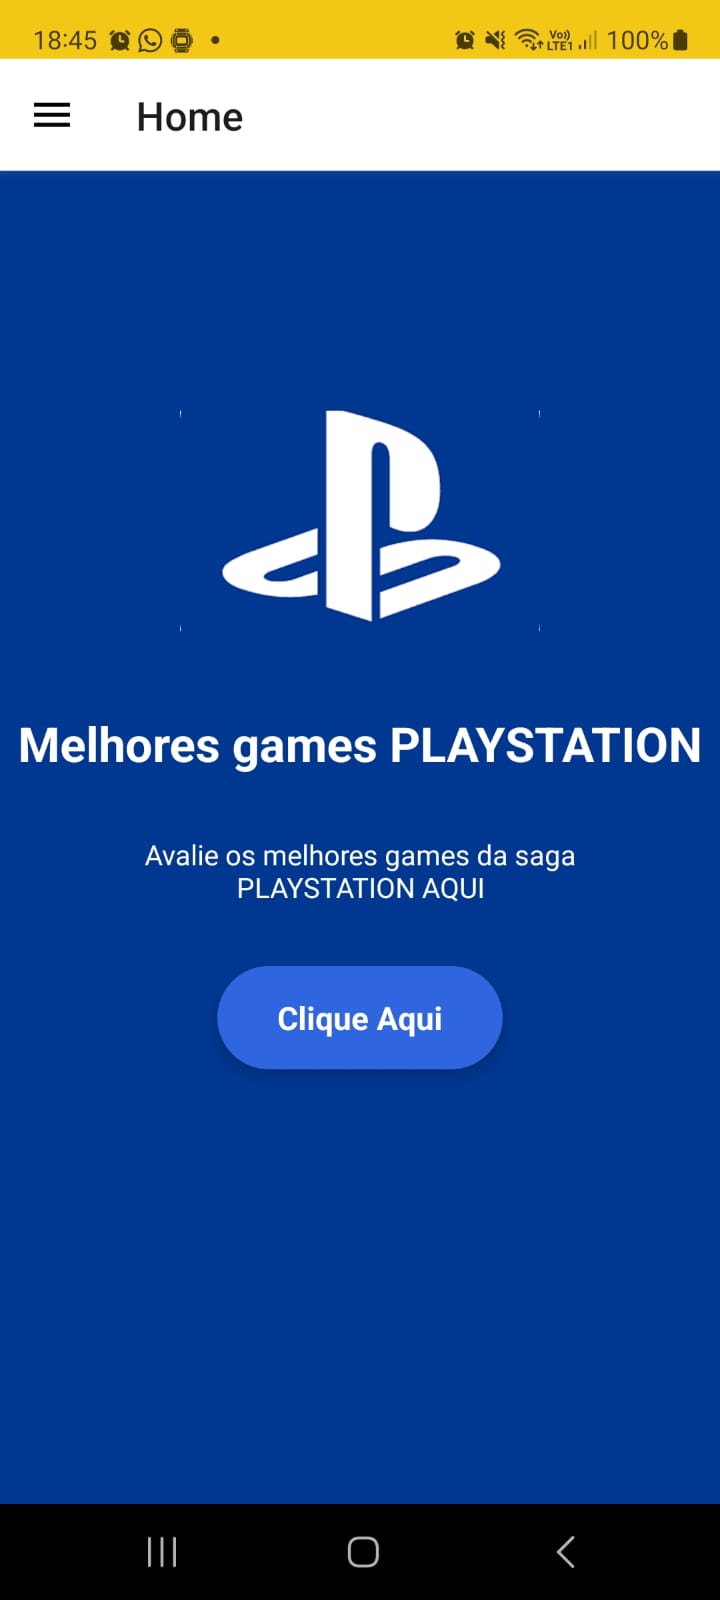 18:45 Vo)) LTE1 100%
Home
Melhores games PLAYSTATION
Avalie os melhores games da saga
PLAYSTATION AQUI
Clique Aqui